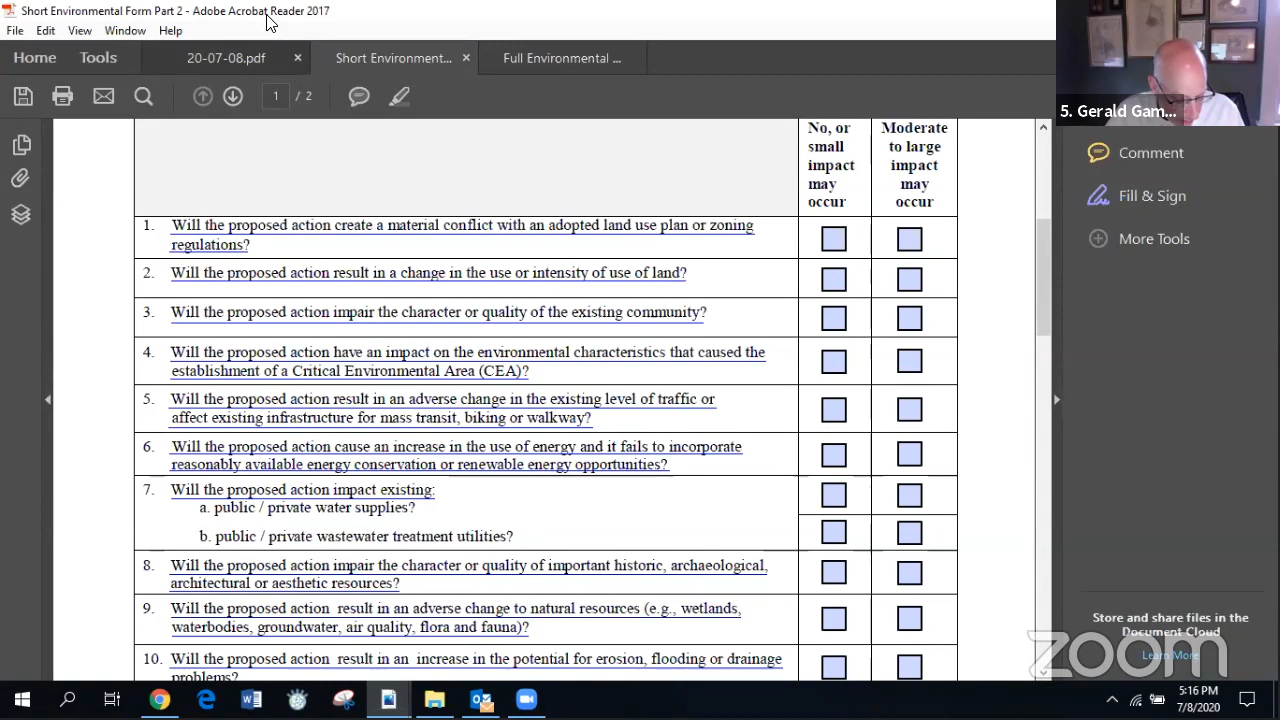 Short Environmental Form Part 2 - Adobe Acrobat Reader 2017
File Edit View Window Help
Home Tools 20-07-08.pdf × Short Environment... × Full Environmental ...
1 / 2
5. Gerald Gam...
Comment
Fill & Sign
More Tools
No, or small impact may occur
Moderate to large impact may occur
1. Will the proposed action create a material conflict with an adopted land use plan or zoning
regulations?
2. Will the proposed action result in a change in the use or intensity of use of land?
3. Will the proposed action impair the character or quality of the existing community?
4. Will the proposed action have an impact on the environmental characteristics that caused the
establishment of a Critical Environmental Area (CEA)?
5. Will the proposed action result in an adverse change in the existing level of traffic or
affect existing infrastructure for mass transit, biking or walkway?
6. Will the proposed action cause an increase in the use of energy and it fails to incorporate
reasonably available energy conservation or renewable energy opportunities?
7. Will the proposed action impact existing:
a. public / private water supplies?
b. public / private wastewater treatment utilities?
8. Will the proposed action impair the character or quality of important historic, archaeological,
architectural or aesthetic resources?
9. Will the proposed action result in an adverse change to natural resources (e.g., wetlands,
waterbodies, groundwater, air quality, flora and fauna)?
10. Will the proposed action result in an increase in the potential for erosion, flooding or drainage
problems?
Store and share files in the
Document Cloud
Learn More
zoom
5:16 PM
7/8/2020